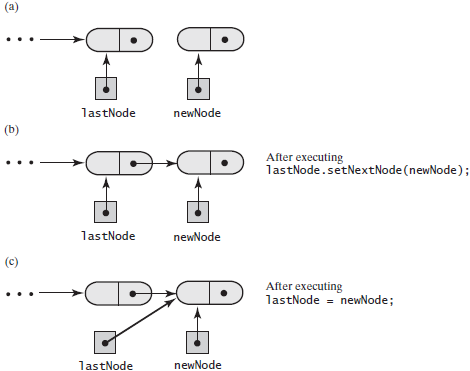 (a)
lastNode
newNode
(b)
After executing
lastNode.setNextNode(newNode);
lastNode
newNode
(c)
After executing
lastNode = newNode;
lastNode
newNode